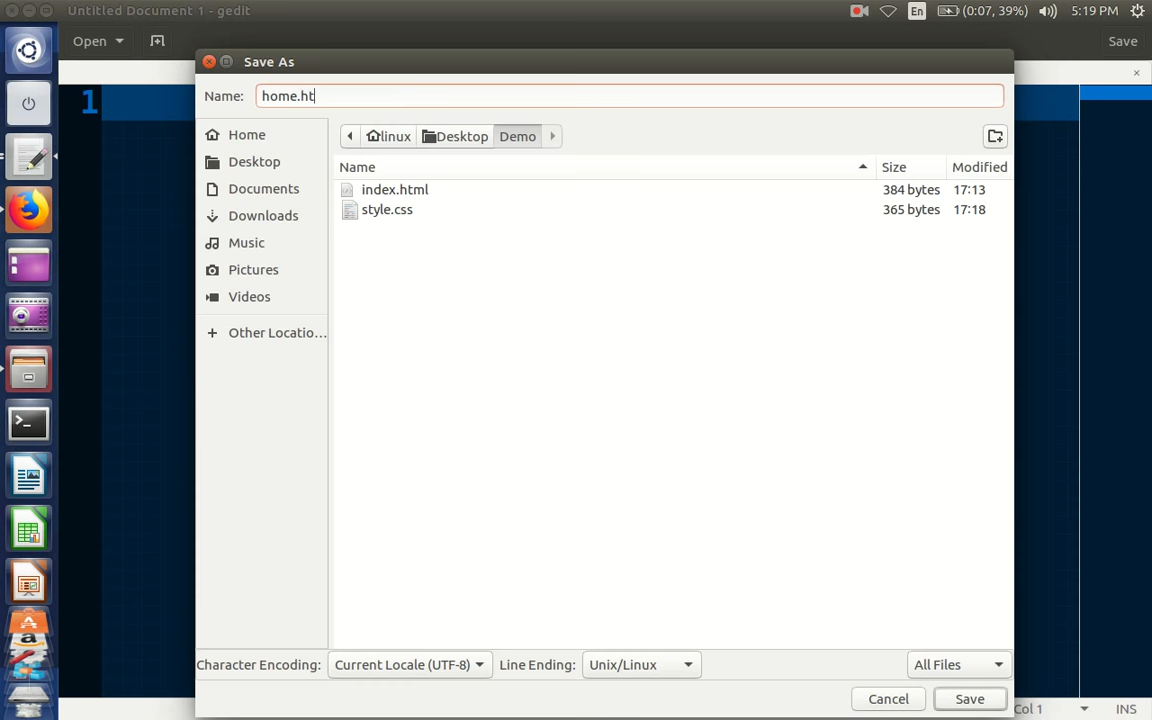 Untitled Document 1 - gedit
En (0:07, 39%) 5:19 PM
Open Save
Save As
Name: home.ht
Home
Desktop
Documents
Downloads
Music
Pictures
Videos
Other Locatio...
linux Desktop Demo
Name Size Modified
index.html 384 bytes 17:13
style.css 365 bytes 17:18
1
Character Encoding: Current Locale (UTF-8) Line Ending: Unix/Linux All Files
Cancel Save
Col 1 INS